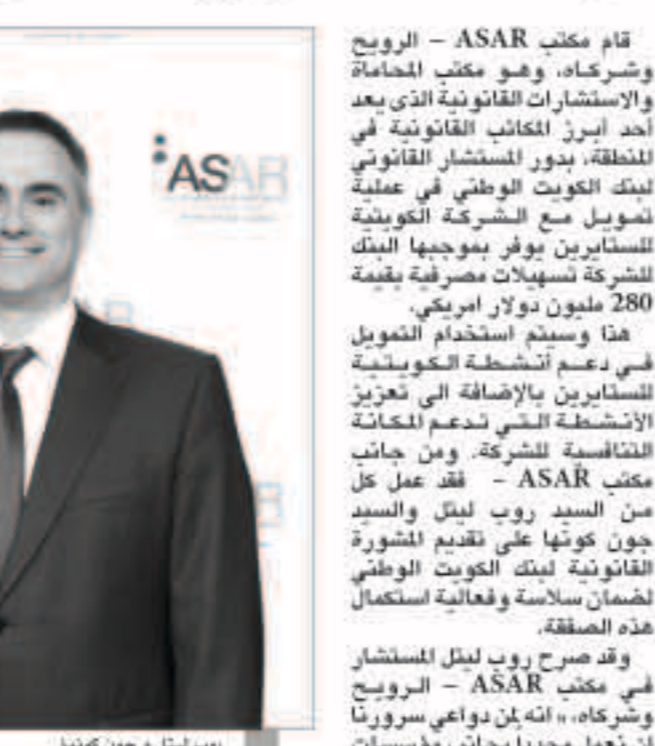 قام مكتب ASAR – الرويح
وشركاه، وهو مكتب المحاماة
والاستشارات القانونية الذي يعد
أحد أبرز المكاتب القانونية في
المنطقة، بدور المستشار القانوني
لبنك الكويت الوطني في عملية
تمويل مع الشركة الكويتية
للستايرين يوفر بموجبها البنك
للشركة تسهيلات مصرفية بقيمة
280 مليون دولار امريكي.
هذا وسيتم استخدام التمويل
في دعم أنشطة الكويتية
للستايرين بالإضافة الى تعزيز
الأنشطة التي تدعم المكانة
التنافسية للشركة. ومن جانب
مكتب ASAR – فقد عمل كل
من السيد روب ليتل والسيد
جون كونها على تقديم المشورة
القانونية لبنك الكويت الوطني
لضمان سلاسة وفعالية استكمال
هذه الصفقة.
وقد صرح روب ليتل المستشار
في مكتب ASAR – الرويح
وشركاه، » انه لمن دواعي سرورنا
ASAR